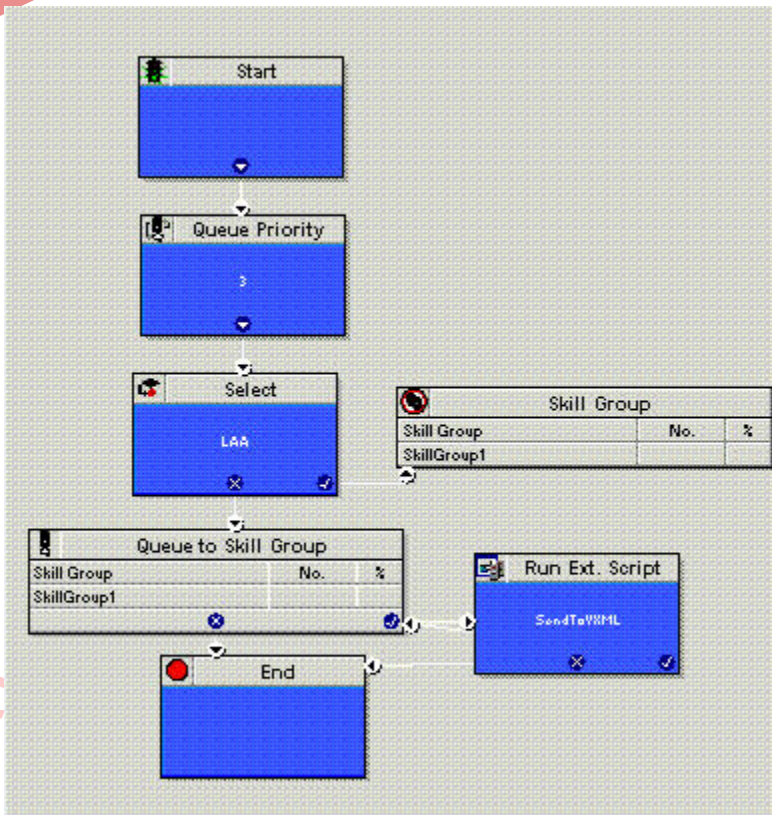 Start
Queue Priority
3
Select
LAA
Skill Group
Skill Group No. %
SkillGroup1
Queue to Skill Group
Skill Group No. %
SkillGroup1
Run Ext. Script
SendToVXML
End